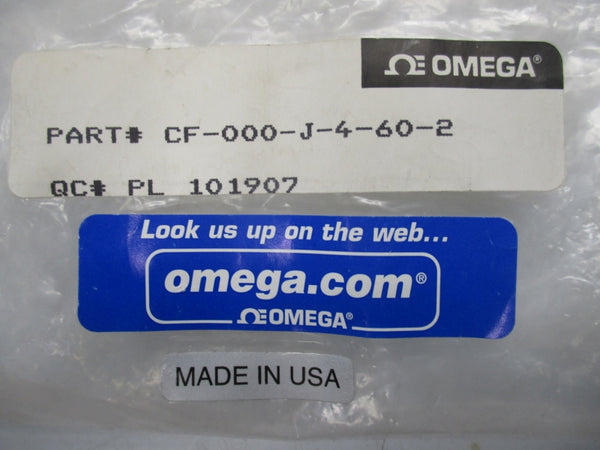 ΩE OMEGA®
PART# CF-000-J-4-60-2
QC# PL 101907
Look us up on the web...
omega.com®
ΩE OMEGA®
MADE IN USA